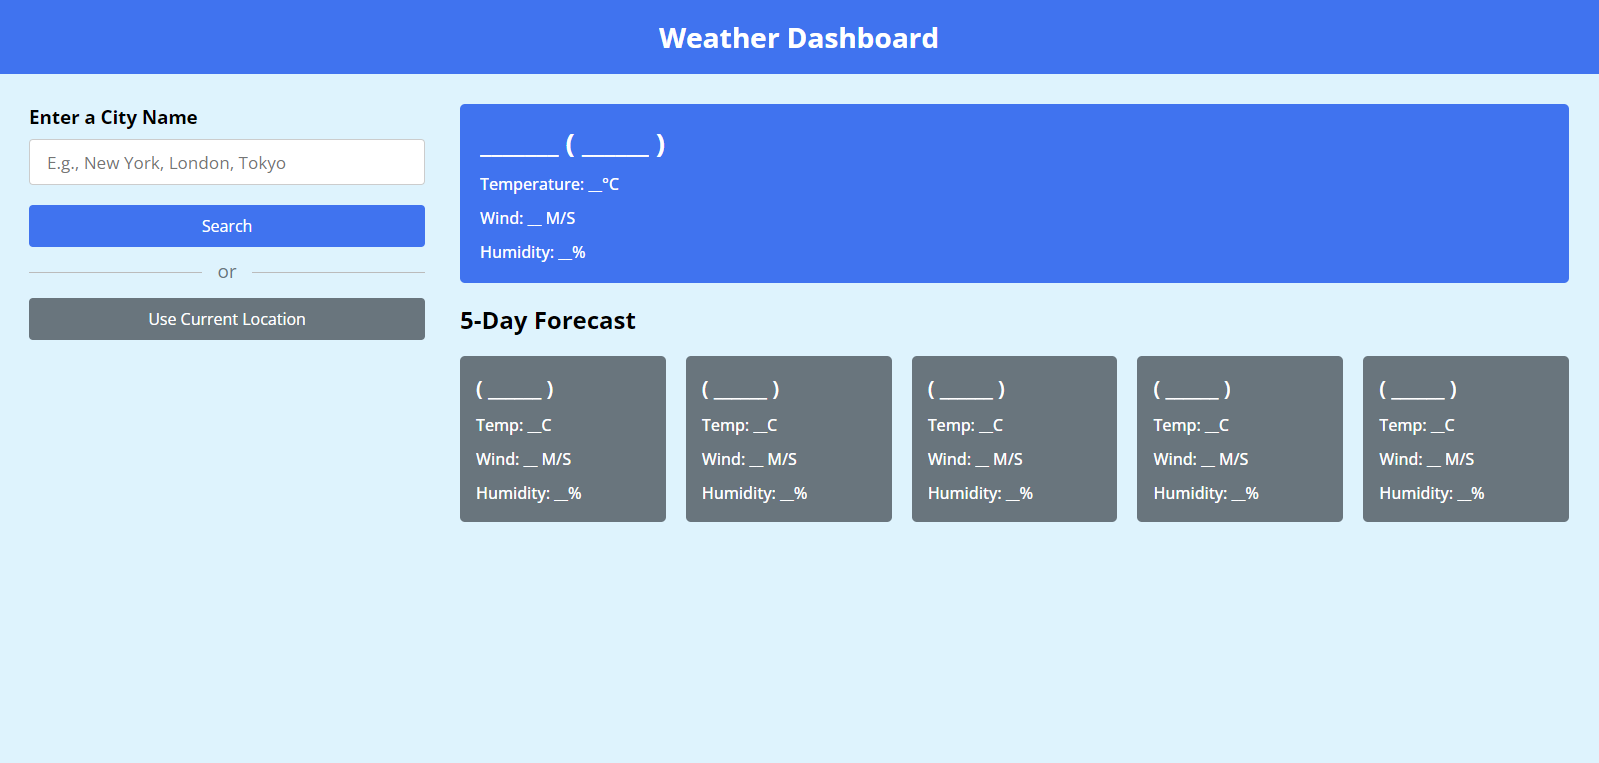 Weather Dashboard
Enter a City Name
E.g., New York, London, Tokyo
Search
or
Use Current Location
_______ ( ______ )
Temperature: __°C
Wind: __ M/S
Humidity: __%
5-Day Forecast
( ______ )
Temp: __C
Wind: __ M/S
Humidity: __%
( ______ )
Temp: __C
Wind: __ M/S
Humidity: __%
( ______ )
Temp: __C
Wind: __ M/S
Humidity: __%
( ______ )
Temp: __C
Wind: __ M/S
Humidity: __%
( ______ )
Temp: __C
Wind: __ M/S
Humidity: __%